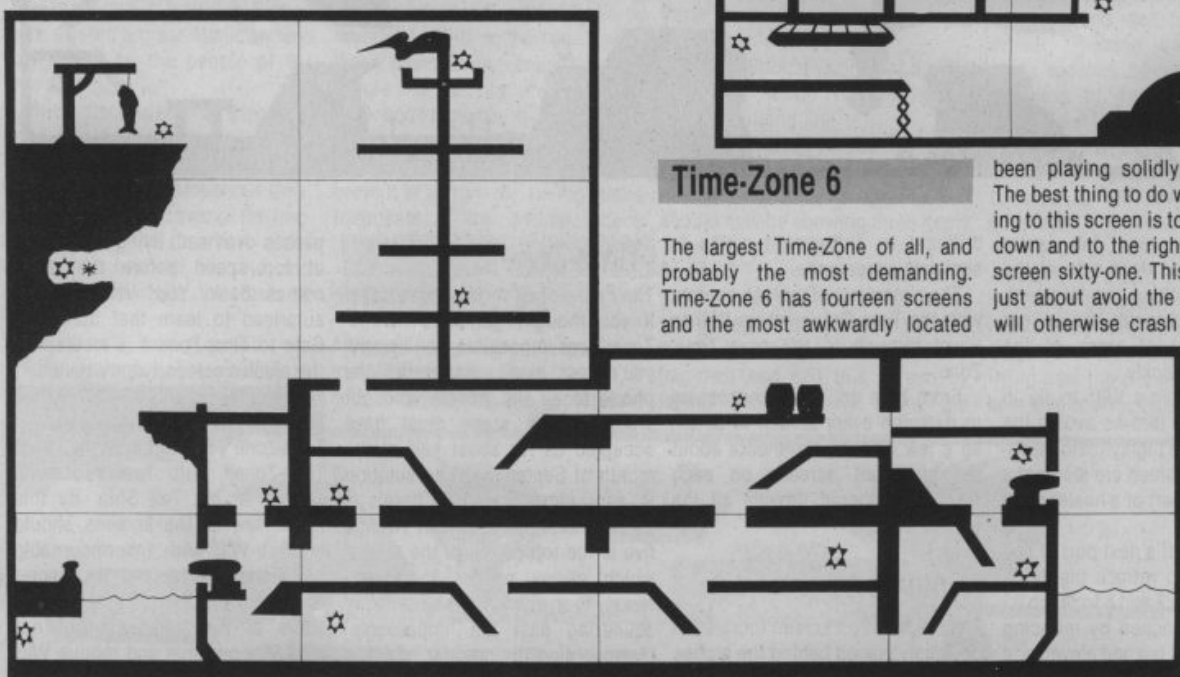 Time-Zone 6
The largest Time-Zone of all, and
probably the most demanding.
Time-Zone 6 has fourteen screens
and the most awkwardly located
been playing solidly
The best thing to do w
ing to this screen is to
down and to the righ
screen sixty-one. This
just about avoid the
will otherwise crash